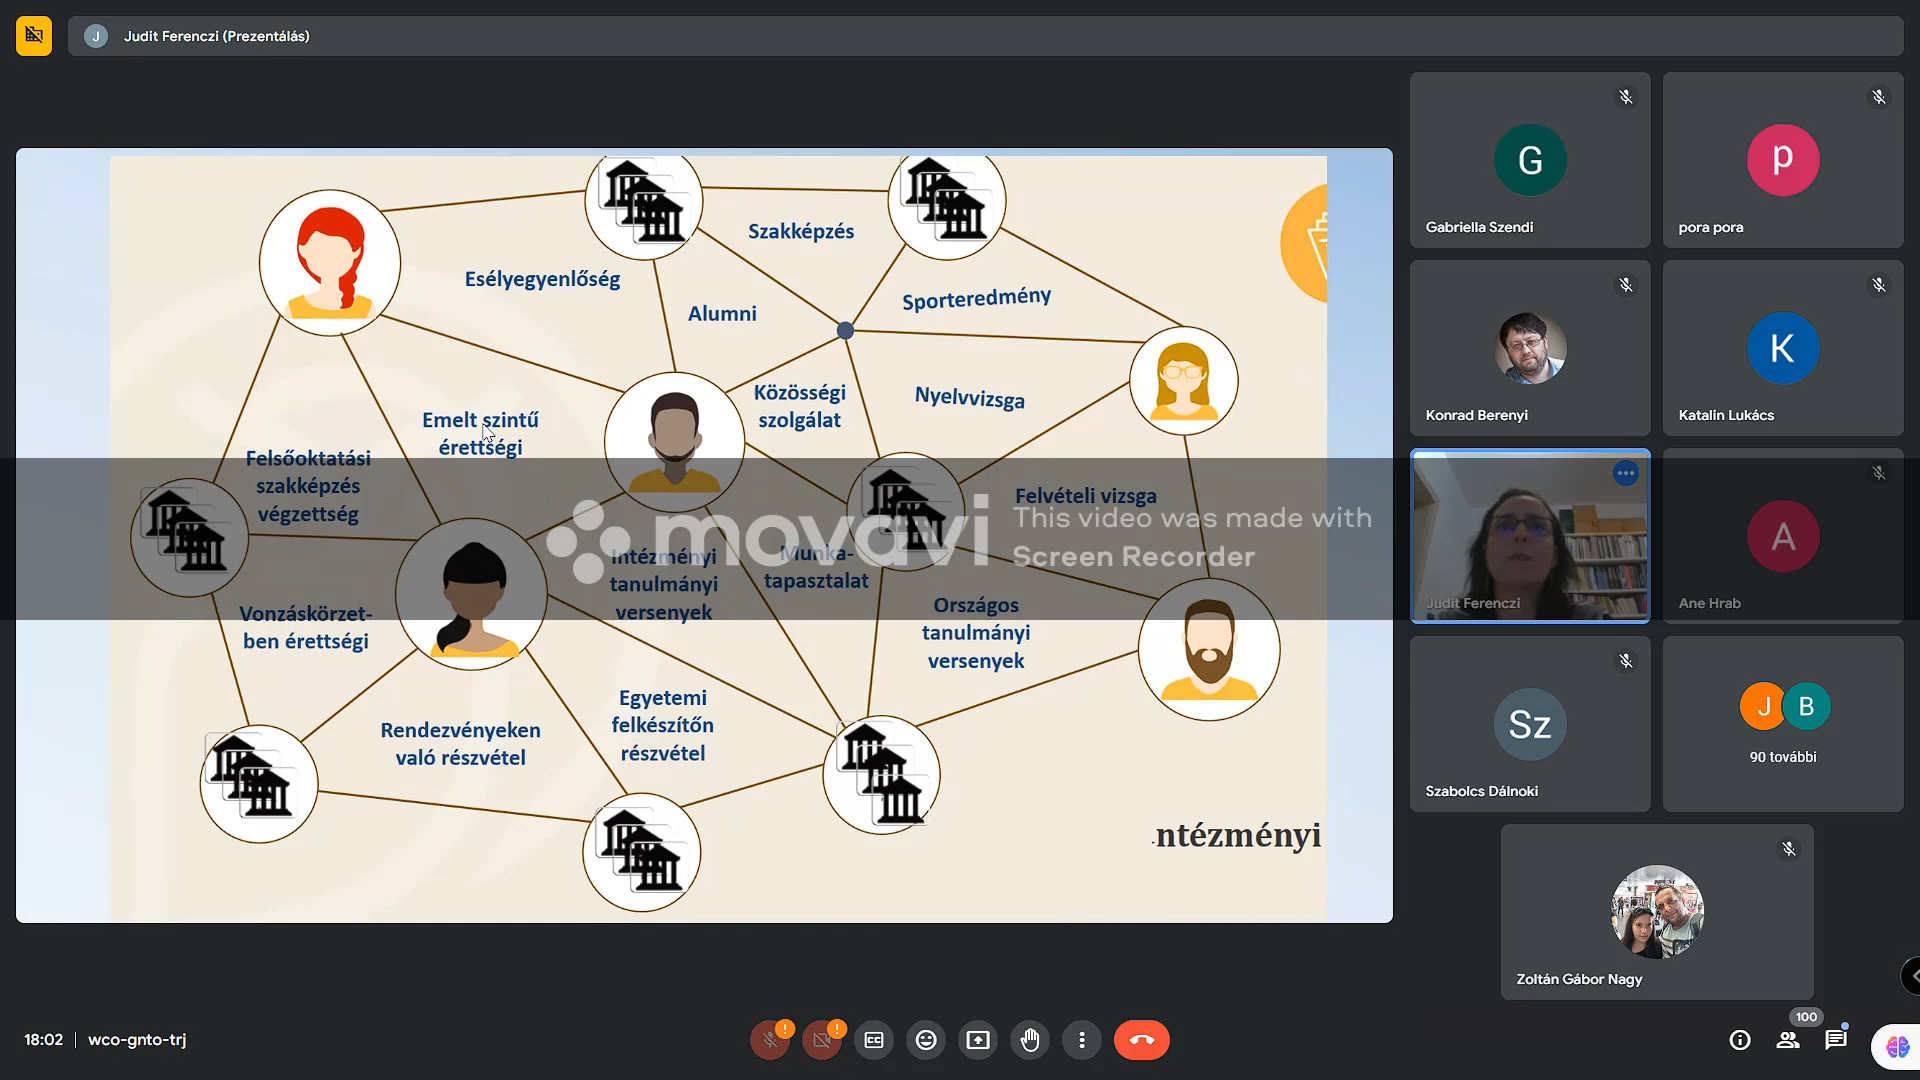 J Judit Ferenczi (Prezentálás)
Szakképzés
Esélyegyenlőség
Alumni
Sporteredmény
Közösségi
szolgálat
Nyelvvizsga
Emelt szintű
érettségi
Felsőoktatási
szakképzés
végzettség
Felvételi vizsga
movavi
This video was made with
Screen Recorder
Intézményi
tanulmányi
versenyek
Munka-
tapasztalat
Országos
tanulmányi
versenyek
Vonzáskörzet-
ben érettségi
Rendezvényeken
való részvétel
Egyetemi
felkészítőn
részvétel
ntézményi
G
Gabriella Szendi
p
pora pora
Konrad Berenyi
K
Katalin Lukács
Judit Ferenczi
A
Ane Hrab
Sz
Szabolcs Dálnoki
J B
90 további
Zoltán Gábor Nagy
18:02 wco-gnto-trj
CC
100